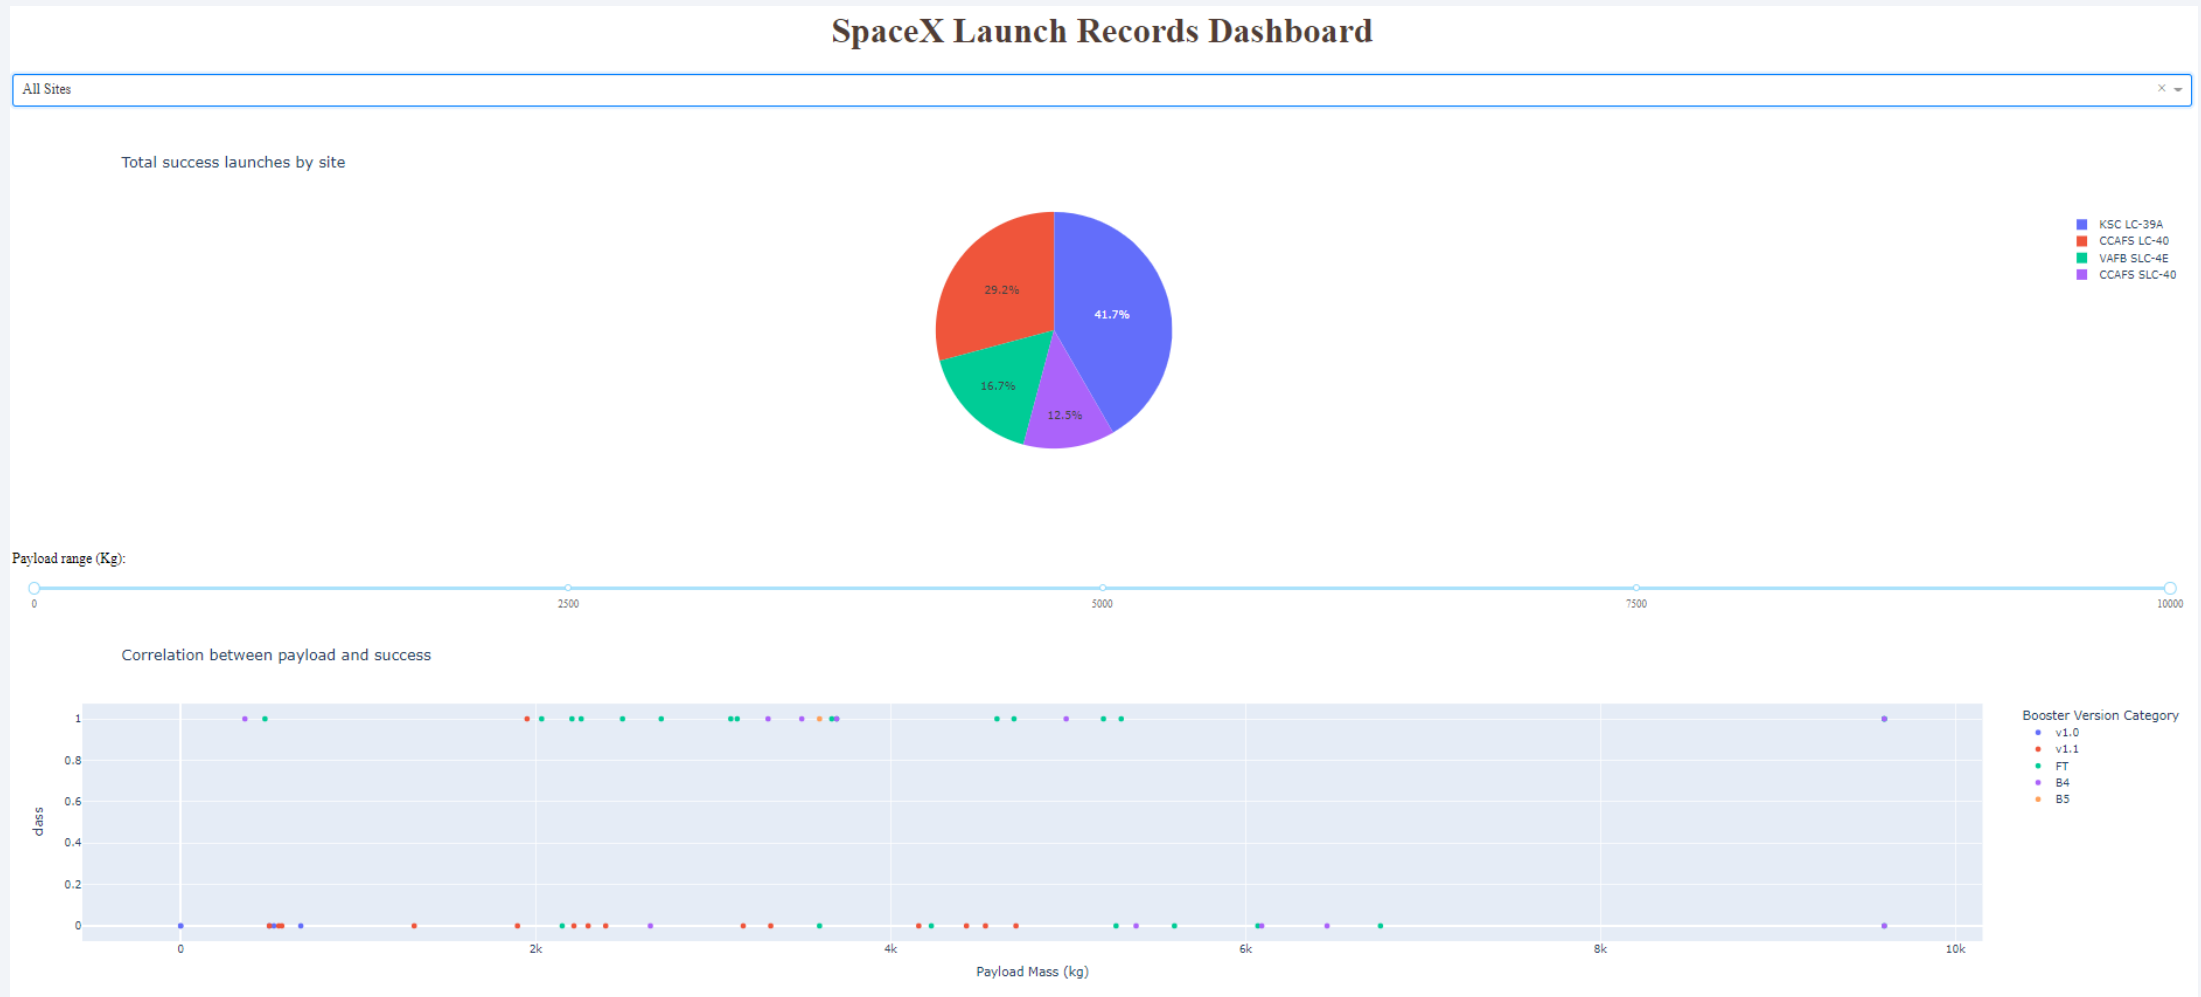 SpaceX Launch Records Dashboard
All Sites
×
Total success launches by site
KSC LC-39A
CCAFS LC-40
VAFB SLC-4E
CCAFS SLC-40
29.2%
41.7%
16.7%
12.5%
Payload range (Kg):
0 2500 5000 7500 10000
Correlation between payload and success
1
0.8
0.6
0.4
0.2
0
class
0 2k 4k 6k 8k 10k
Payload Mass (kg)
Booster Version Category
v1.0
v1.1
FT
B4
B5